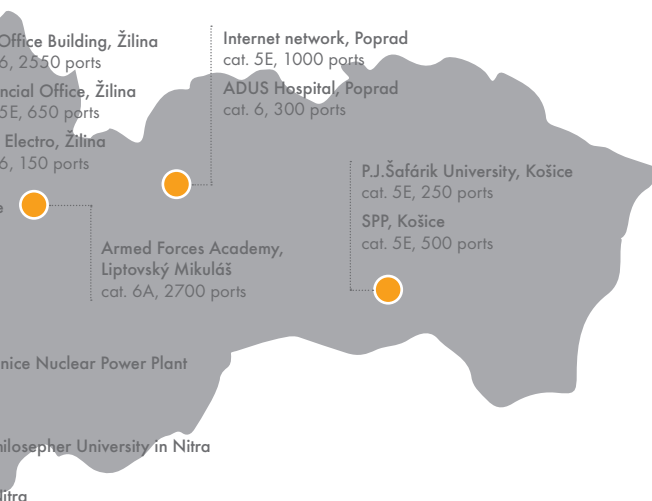 Office Building, Žilina
6, 2550 ports
ncial Office, Žilina
5E, 650 ports
Electro, Žilina
6, 150 ports
e
Internet network, Poprad
cat. 5E, 1000 ports
ADUS Hospital, Poprad
cat. 6, 300 ports
P.J.Šafárik University, Košice
cat. 5E, 250 ports
SPP, Košice
cat. 5E, 500 ports
Armed Forces Academy,
Liptovský Mikuláš
cat. 6A, 2700 ports
nice Nuclear Power Plant
hilosepher University in Nitra
Nitra